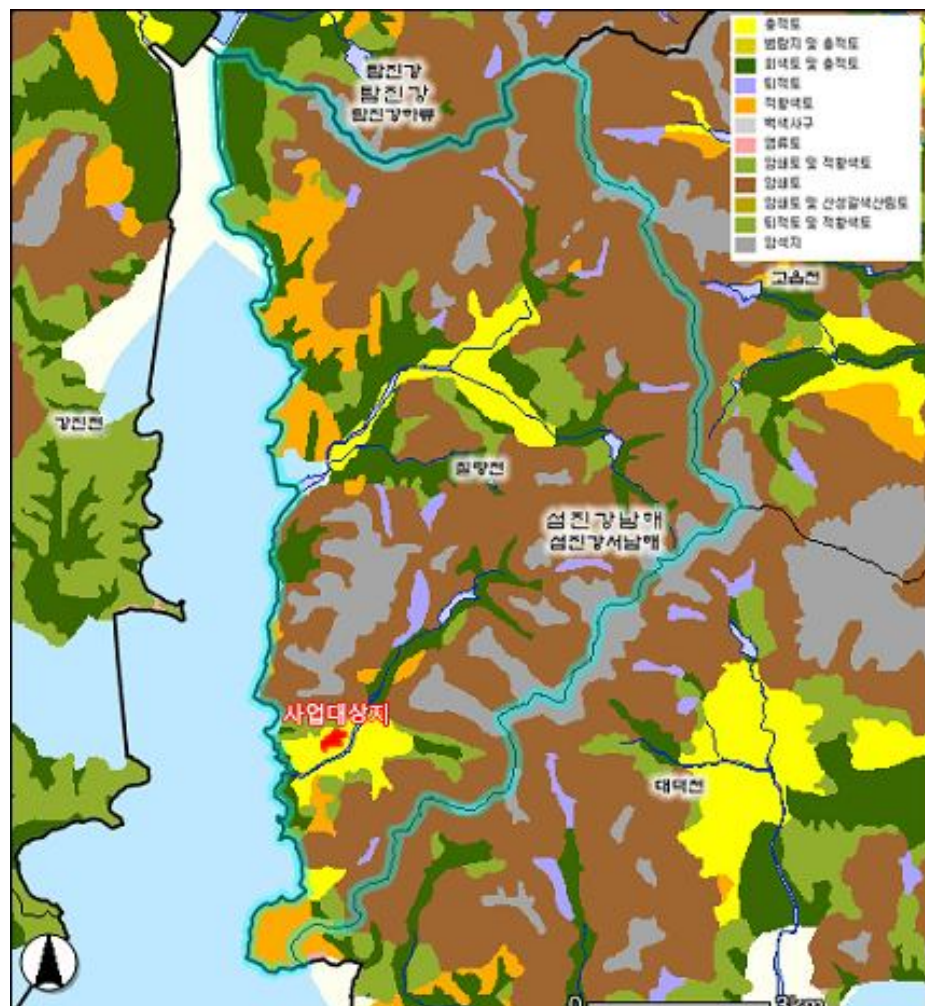 충적토
범람지 및 충적토
회색토 및 충적토
퇴적토
적황색토
백색사구
염류토
암쇄토 및 적황색토
암쇄토
암쇄토 및 산성갈색산림토
퇴적토 및 적황색토
암석지
탐진강
탐진강
탐진강하류
고읍천
강진천
칠량천
섬진강남해
섬진강서남해
사업대상지
대덕천
0 3 km